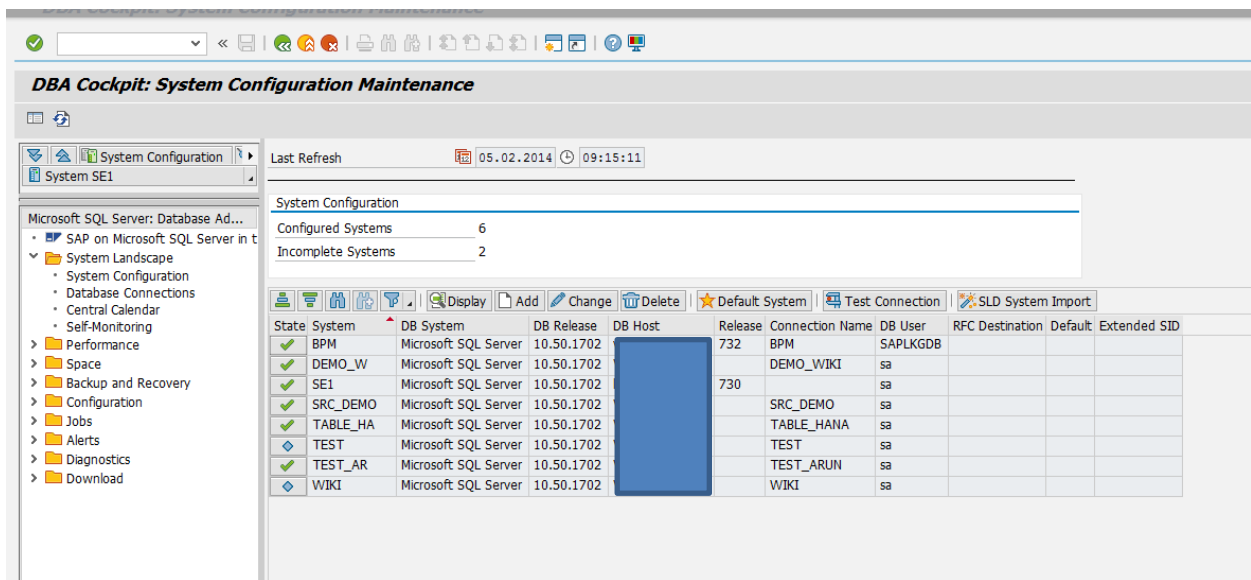 DBA Cockpit: System Configuration Maintenance
DBA Cockpit: System Configuration Maintenance
System Configuration
System SE1
Last Refresh 05.02.2014 09:15:11
System Configuration
Configured Systems 6
Incomplete Systems 2
Microsoft SQL Server: Database Ad...
SAP on Microsoft SQL Server in t
System Landscape
System Configuration
Database Connections
Central Calendar
Self-Monitoring
Performance
Space
Backup and Recovery
Configuration
Jobs
Alerts
Diagnostics
Download
Display Add Change Delete Default System Test Connection SLD System Import
State System DB System DB Release DB Host Release Connection Name DB User RFC Destination Default Extended SID
BPM Microsoft SQL Server 10.50.1702 732 BPM SAPLKGDB
DEMO_W Microsoft SQL Server 10.50.1702 DEMO_WIKI sa
SE1 Microsoft SQL Server 10.50.1702 730 sa
SRC_DEMO Microsoft SQL Server 10.50.1702 SRC_DEMO sa
TABLE_HA Microsoft SQL Server 10.50.1702 TABLE_HANA sa
TEST Microsoft SQL Server 10.50.1702 TEST sa
TEST_AR Microsoft SQL Server 10.50.1702 TEST_ARUN sa
WIKI Microsoft SQL Server 10.50.1702 WIKI sa